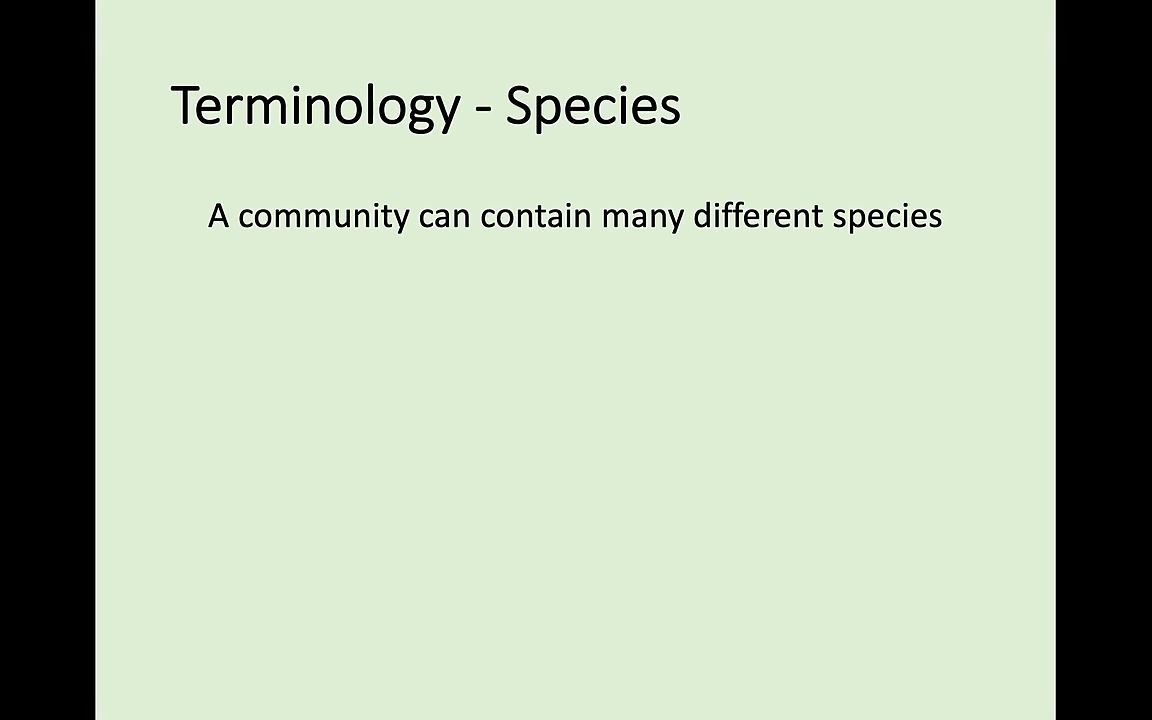 Terminology - Species
A community can contain many different species